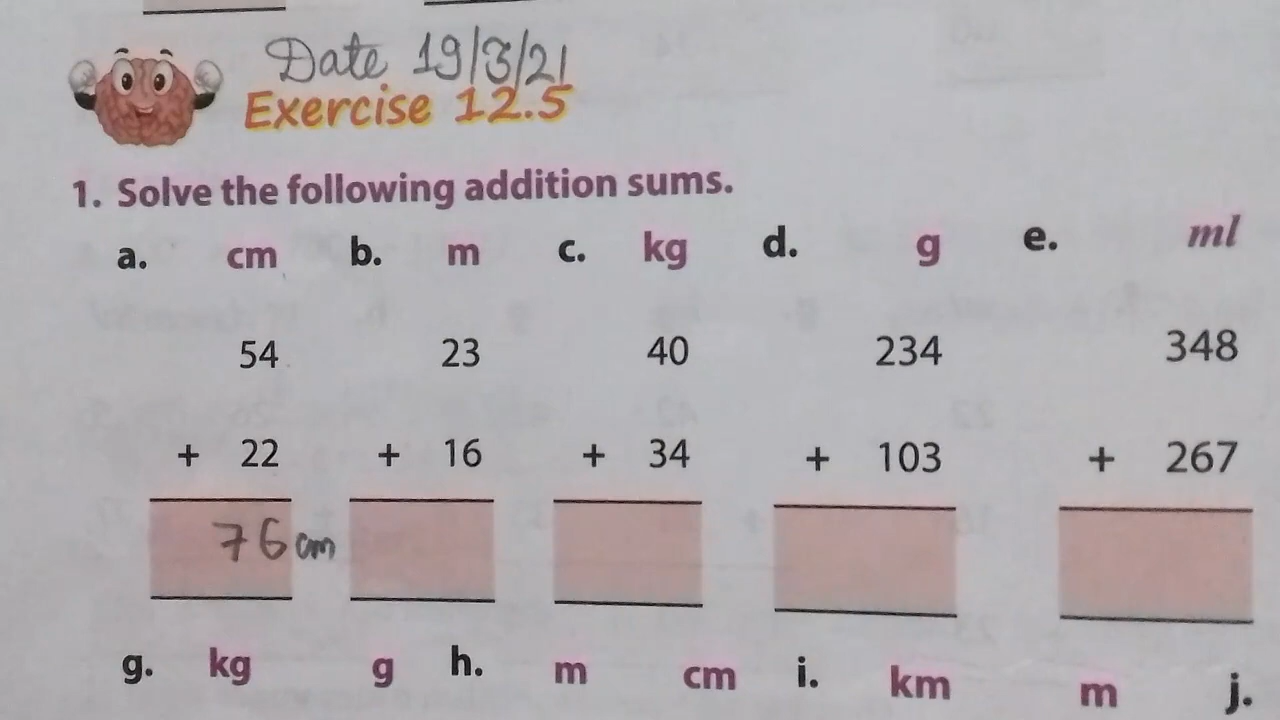 Date 19/3/21
Exercise 12.5
1. Solve the following addition sums.
a. cm b. m c. kg d. g e. ml
54 23 40 234 348
+ 22 + 16 + 34 + 103 + 267
76 cm
g. kg g h. m cm i. km m j.